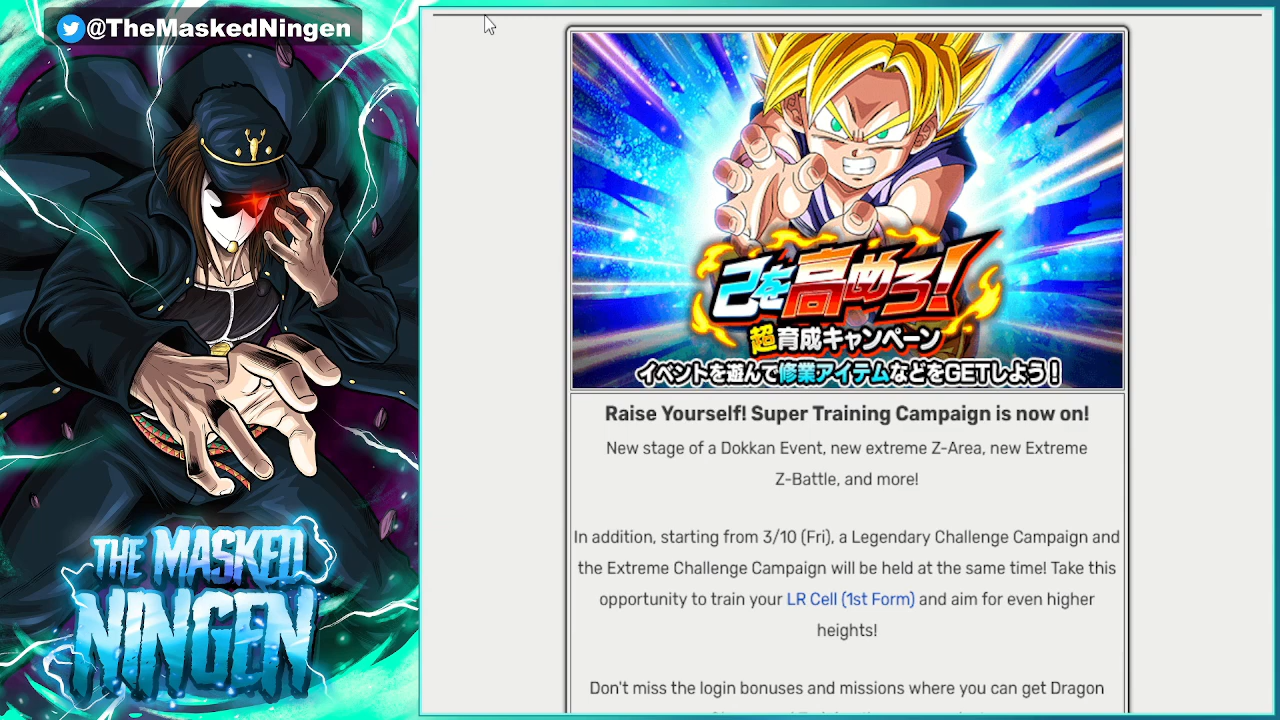 @TheMaskedNingen
THE MASKED
NINGEN
己を高めろ!
超育成キャンペーン
イベントを遊んで修業アイテムなどをGETしよう!
Raise Yourself! Super Training Campaign is now on!
New stage of a Dokkan Event, new extreme Z-Area, new Extreme
Z-Battle, and more!
In addition, starting from 3/10 (Fri), a Legendary Challenge Campaign and
the Extreme Challenge Campaign will be held at the same time! Take this
opportunity to train your LR Cell (1st Form) and aim for even higher
heights!
Don't miss the login bonuses and missions where you can get Dragon